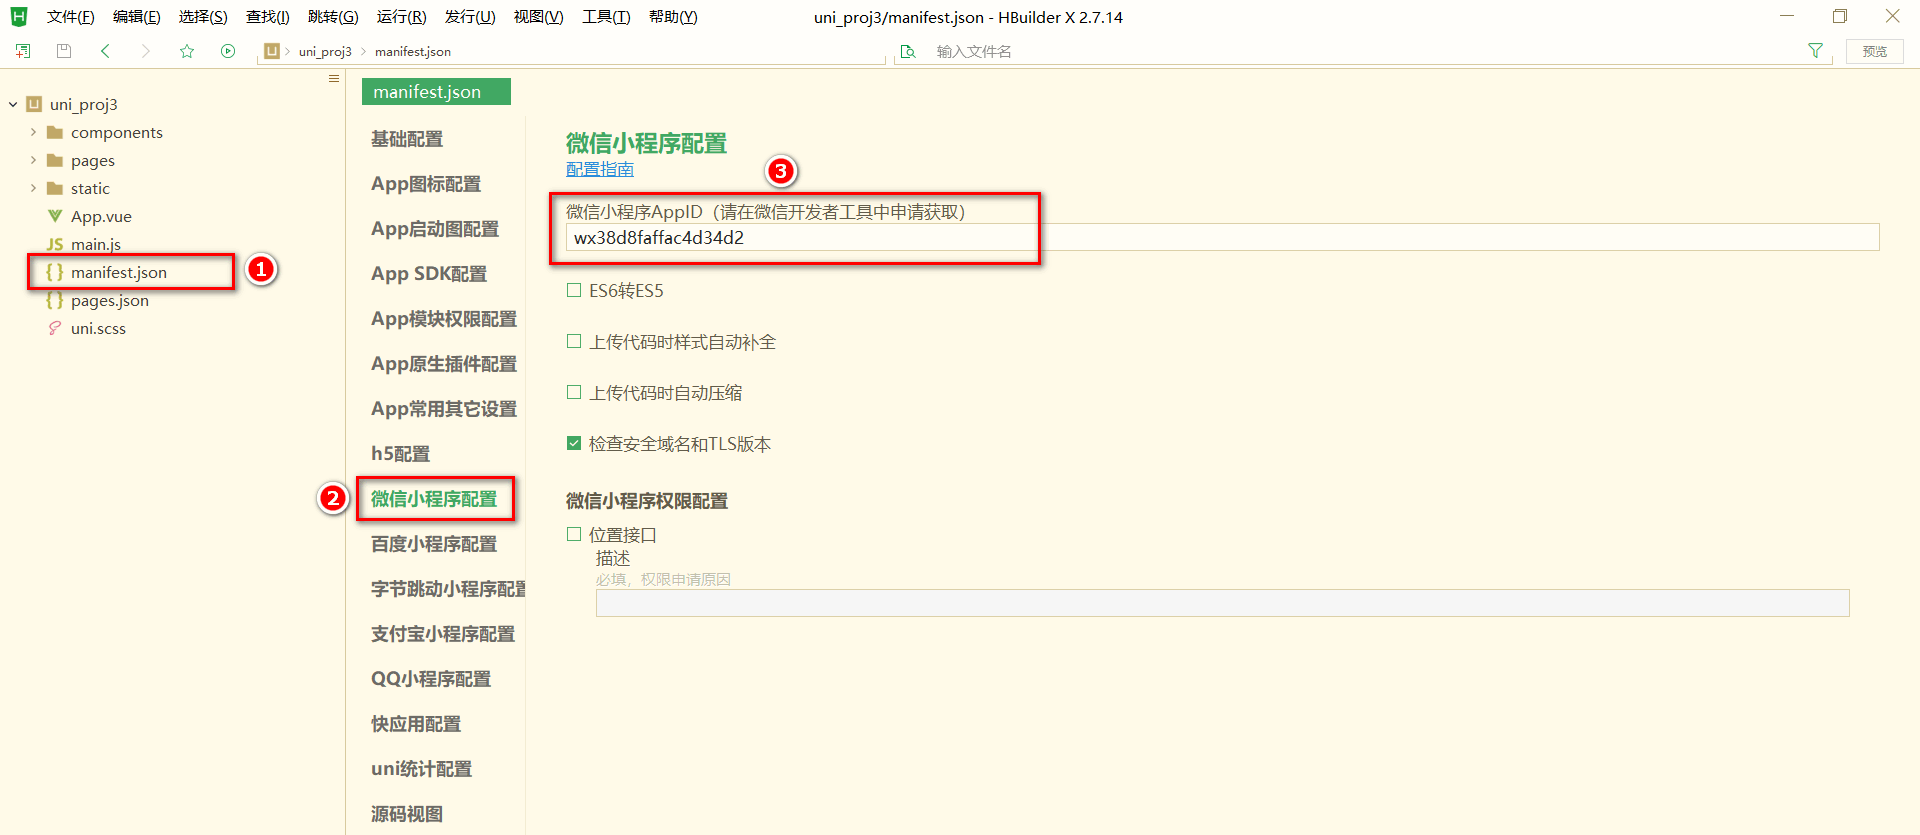 文件(F) 编辑(E) 选择(S) 查找(I) 跳转(G) 运行(R) 发行(U) 视图(V) 工具(T) 帮助(Y) uni_proj3/manifest.json - HBuilder X 2.7.14
U uni_proj3 manifest.json 输入文件名 预览
U uni_proj3
components
pages
static
App.vue
JS main.js
{ } manifest.json
1
{ } pages.json
uni.scss
manifest.json
基础配置
App图标配置
App启动图配置
App SDK配置
App模块权限配置
App原生插件配置
App常用其它设置
h5配置
2
微信小程序配置
百度小程序配置
字节跳动小程序配置
支付宝小程序配置
QQ小程序配置
快应用配置
uni统计配置
源码视图
微信小程序配置
配置指南
3
微信小程序AppID（请在微信开发者工具中申请获取）
wx38d8faffac4d34d2
ES6转ES5
上传代码时样式自动补全
上传代码时自动压缩
检查安全域名和TLS版本
微信小程序权限配置
位置接口
描述
必填，权限申请原因